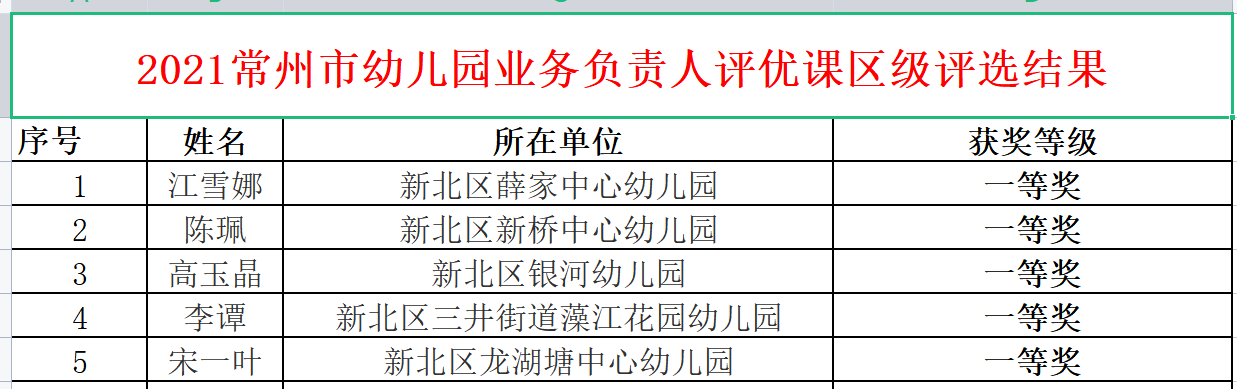 2021常州市幼儿园业务负责人评优课区级评选结果
序号 姓名 所在单位 获奖等级
1 江雪娜 新北区薛家中心幼儿园 一等奖
2 陈珮 新北区新桥中心幼儿园 一等奖
3 高玉晶 新北区银河幼儿园 一等奖
4 李谭 新北区三井街道藻江花园幼儿园 一等奖
5 宋一叶 新北区龙湖塘中心幼儿园 一等奖